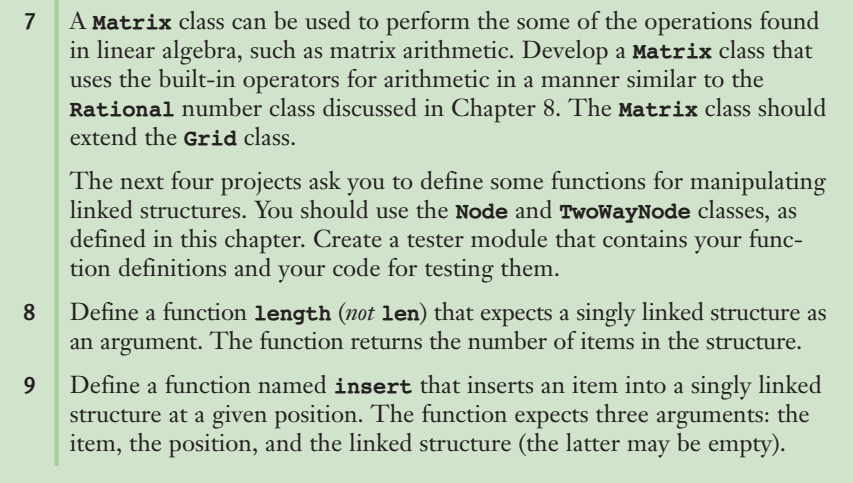 7 A Matrix class can be used to perform the some of the operations found
in linear algebra, such as matrix arithmetic. Develop a Matrix class that
uses the built-in operators for arithmetic in a manner similar to the
Rational number class discussed in Chapter 8. The Matrix class should
extend the Grid class.
The next four projects ask you to define some functions for manipulating
linked structures. You should use the Node and TwoWayNode classes, as
defined in this chapter. Create a tester module that contains your func-
tion definitions and your code for testing them.
8 Define a function length (not len) that expects a singly linked structure as
an argument. The function returns the number of items in the structure.
9 Define a function named insert that inserts an item into a singly linked
structure at a given position. The function expects three arguments: the
item, the position, and the linked structure (the latter may be empty).